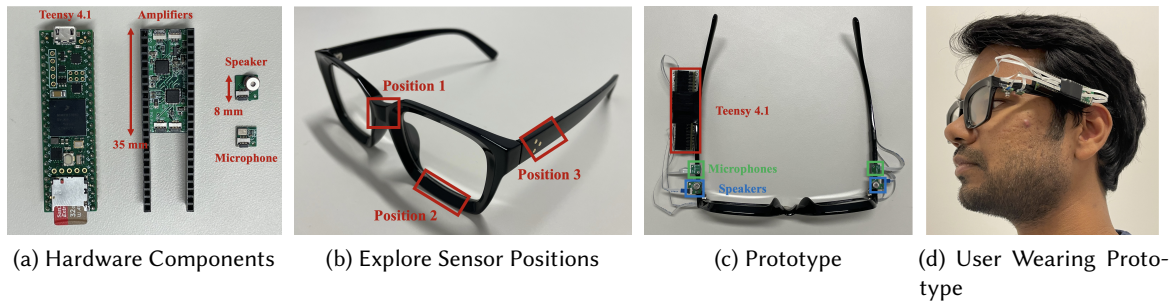 Teensy 4.1
Amplifiers
Speaker
8 mm
35 mm
Microphone
Position 1
Position 2
Position 3
Teensy 4.1
Microphones
Speakers
(a) Hardware Components
(b) Explore Sensor Positions
(c) Prototype
(d) User Wearing Proto-
type